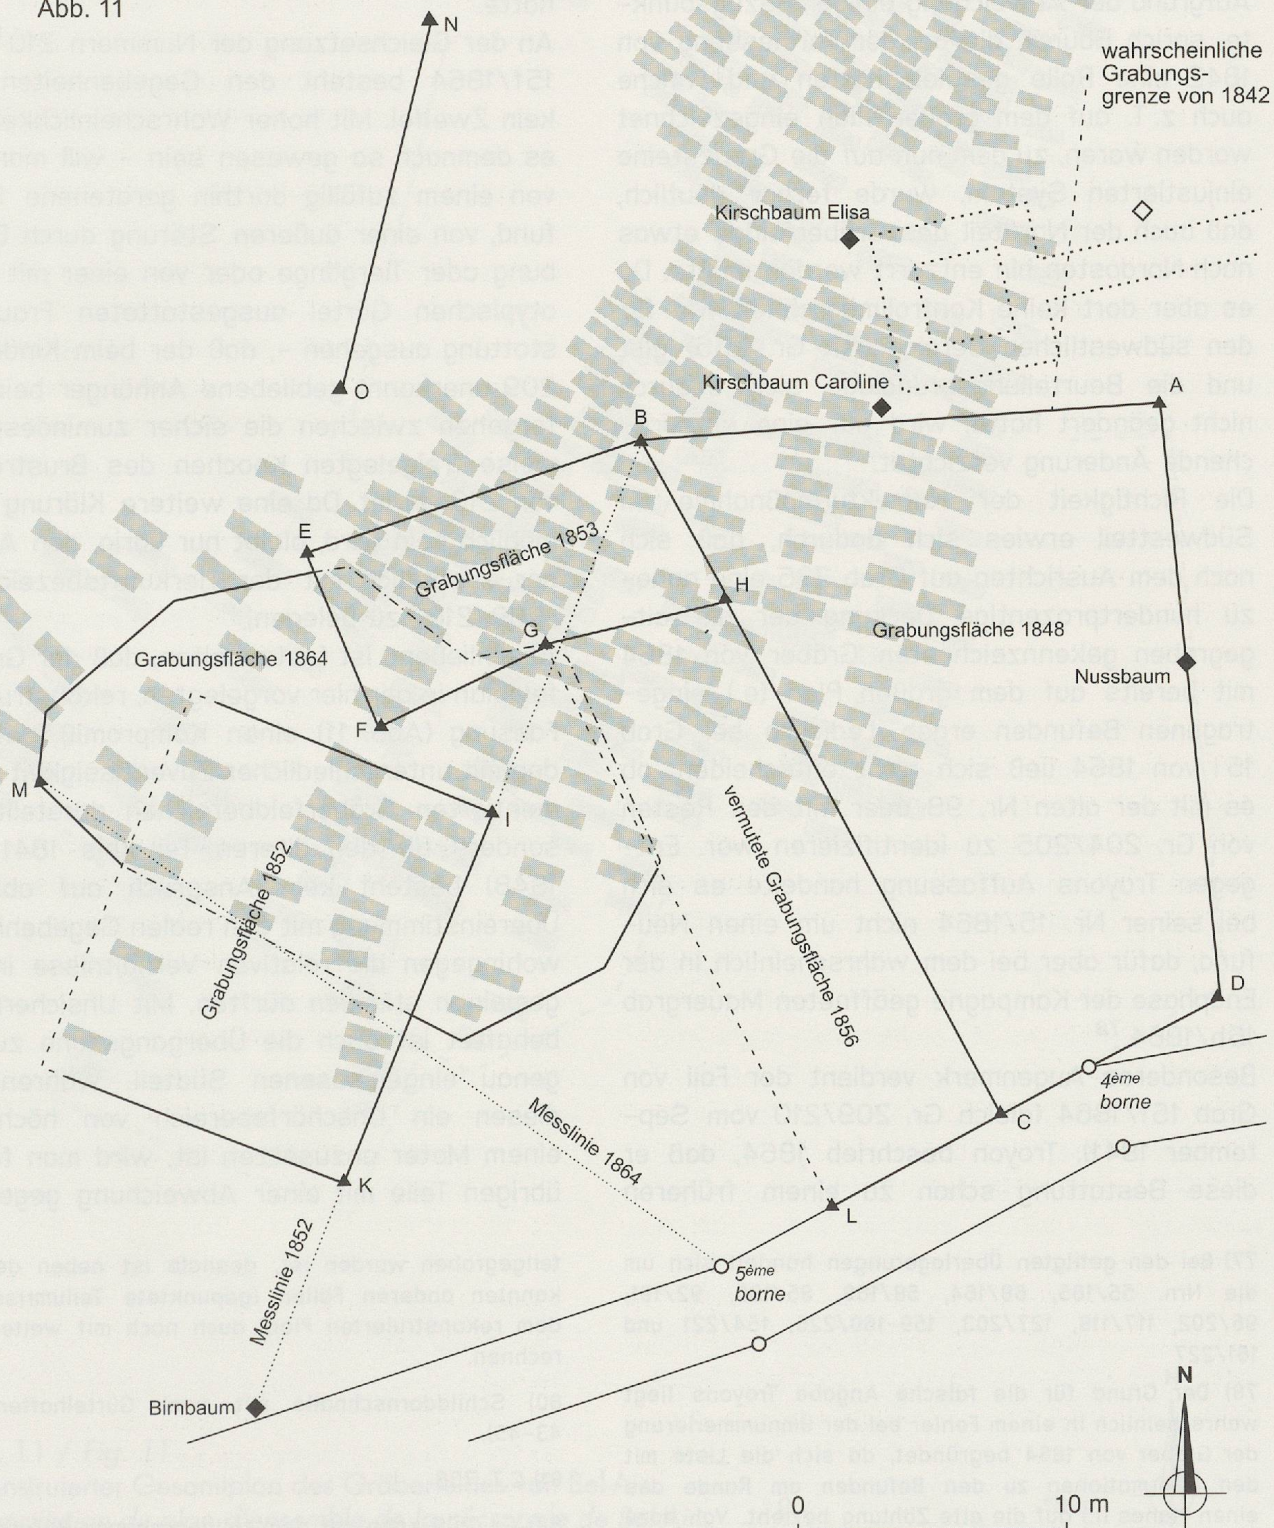 Abb. 11
N
wahrscheinliche
Grabungs-
grenze von 1842
Kirschbaum Elisa
Kirschbaum Caroline
O
A
B
E
Grabungsfläche 1853
H
G
Grabungsfläche 1848
Grabungsfläche 1864
Nussbaum
F
M
I
vermutete Grabungsfläche 1856
Grabungsfläche 1852
D
4ème
borne
C
Messlinie 1864
K
L
Messlinie 1852
5ème
borne
Birnbaum
N
0
10 m